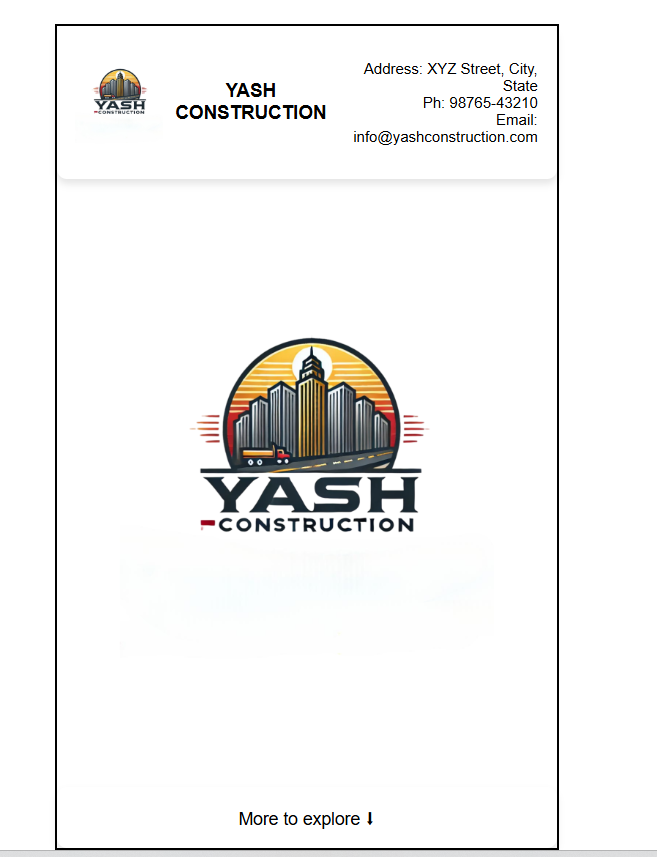 YASH
CONSTRUCTION
YASH
CONSTRUCTION
Address: XYZ Street, City,
State
Ph: 98765-43210
Email:
info@yashconstruction.com
YASH
CONSTRUCTION
More to explore ⬇